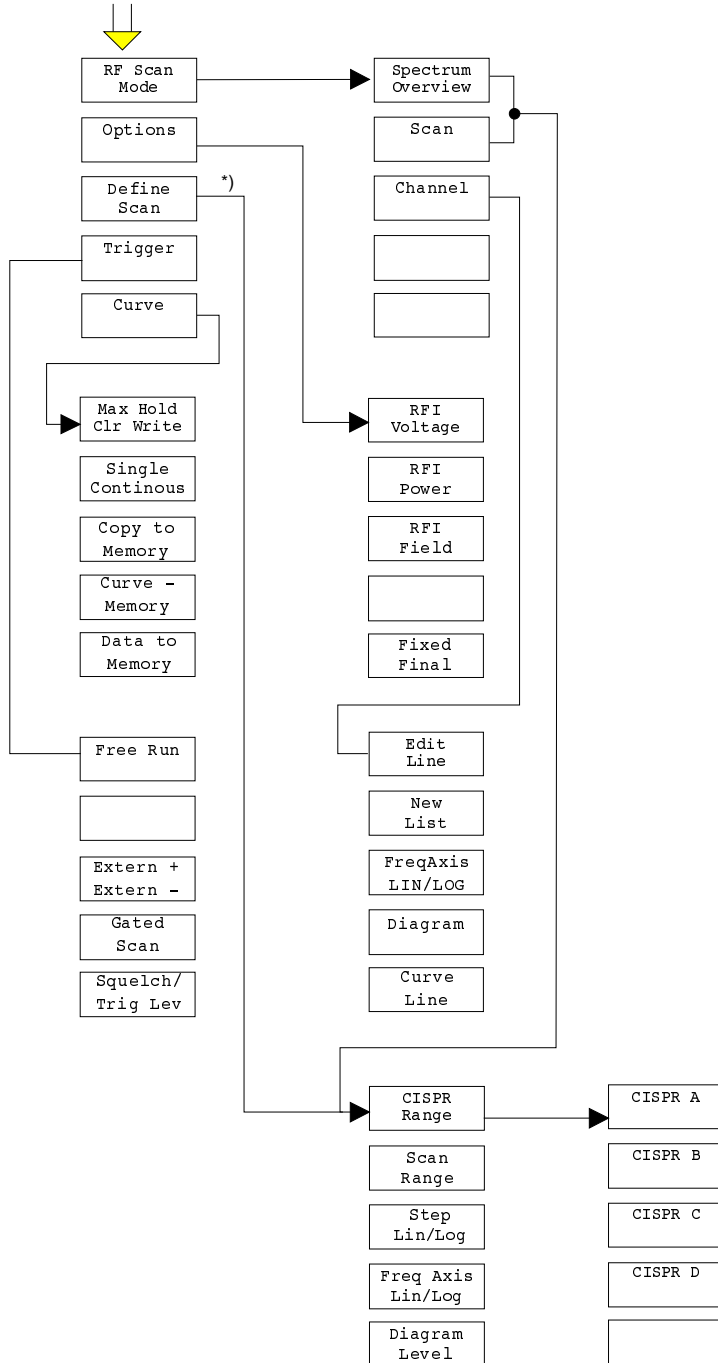 RF Scan
Mode
Options
*)
Define
Scan
Trigger
Curve
Max Hold
Clr Write
Single
Continous
Copy to
Memory
Curve -
Memory
Data to
Memory
Free Run
Extern +
Extern -
Gated
Scan
Squelch/
Trig Lev
Spectrum
Overview
Scan
Channel
RFI
Voltage
RFI
Power
RFI
Field
Fixed
Final
Edit
Line
New
List
FreqAxis
LIN/LOG
Diagram
Curve
Line
CISPR
Range
Scan
Range
Step
Lin/Log
Freq Axis
Lin/Log
Diagram
Level
CISPR A
CISPR B
CISPR C
CISPR D